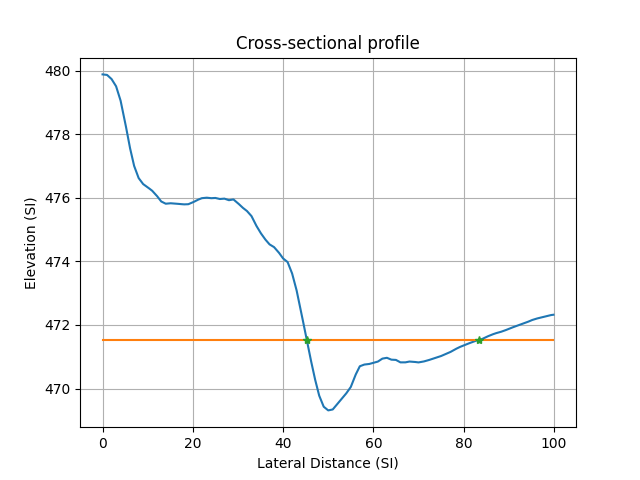 Cross-sectional profile
480
478
476
474
472
470
Elevation (SI)
0 20 40 60 80 100
Lateral Distance (SI)